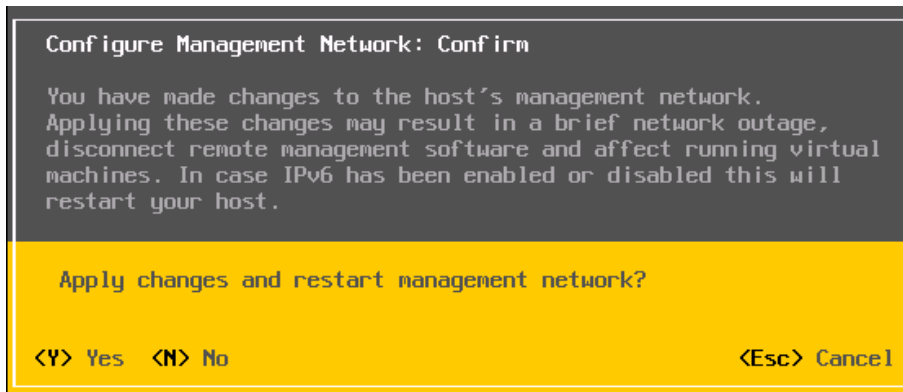 Configure Management Network: Confirm
You have made changes to the host's management network.
Applying these changes may result in a brief network outage,
disconnect remote management software and affect running virtual
machines. In case IPv6 has been enabled or disabled this will
restart your host.
Apply changes and restart management network?
<Y> Yes <N> No <Esc> Cancel